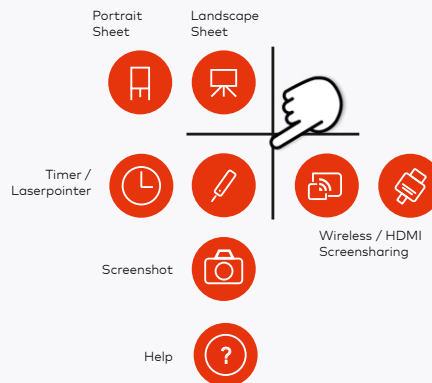 Portrait
Sheet
Landscape
Sheet
Timer /
Laserpointer
Wireless / HDMI
Screensharing
Screenshot
Help
?